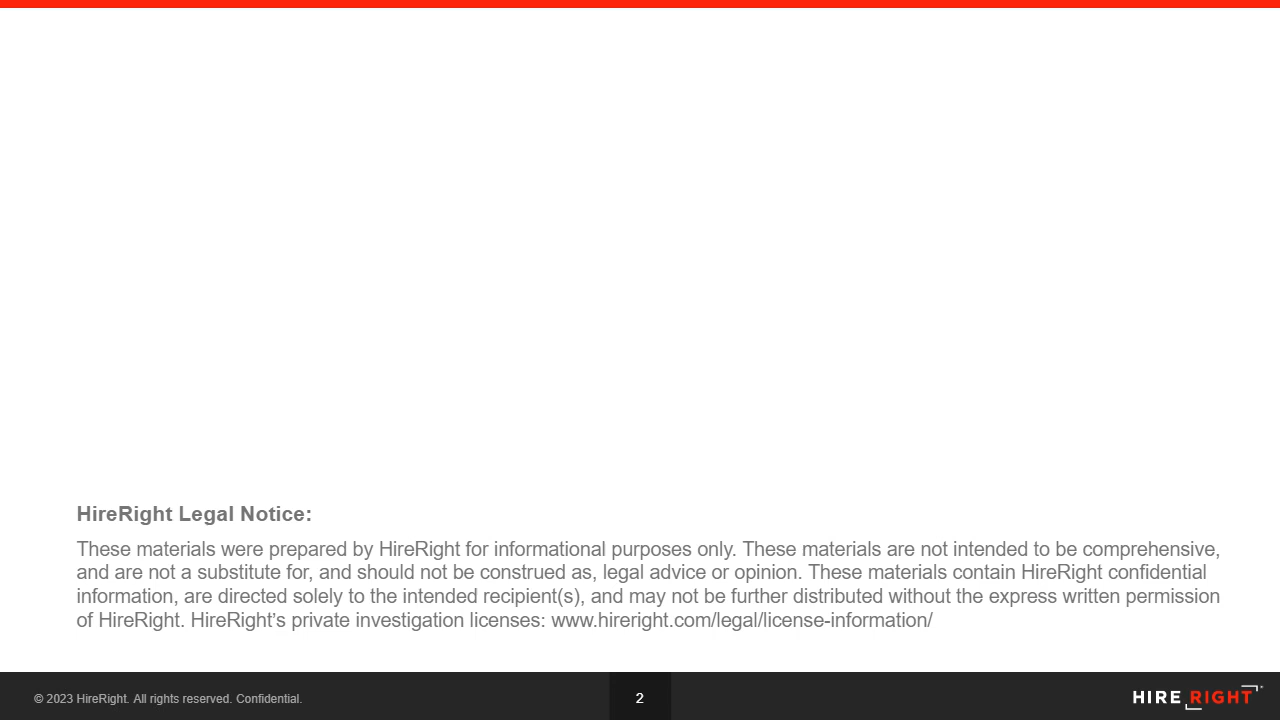 HireRight Legal Notice:
These materials were prepared by HireRight for informational purposes only. These materials are not intended to be comprehensive,
and are not a substitute for, and should not be construed as, legal advice or opinion. These materials contain HireRight confidential
information, are directed solely to the intended recipient(s), and may not be further distributed without the express written permission
of HireRight. HireRight’s private investigation licenses: www.hireright.com/legal/license-information/
© 2023 HireRight. All rights reserved. Confidential.
2
HIRE RIGHT